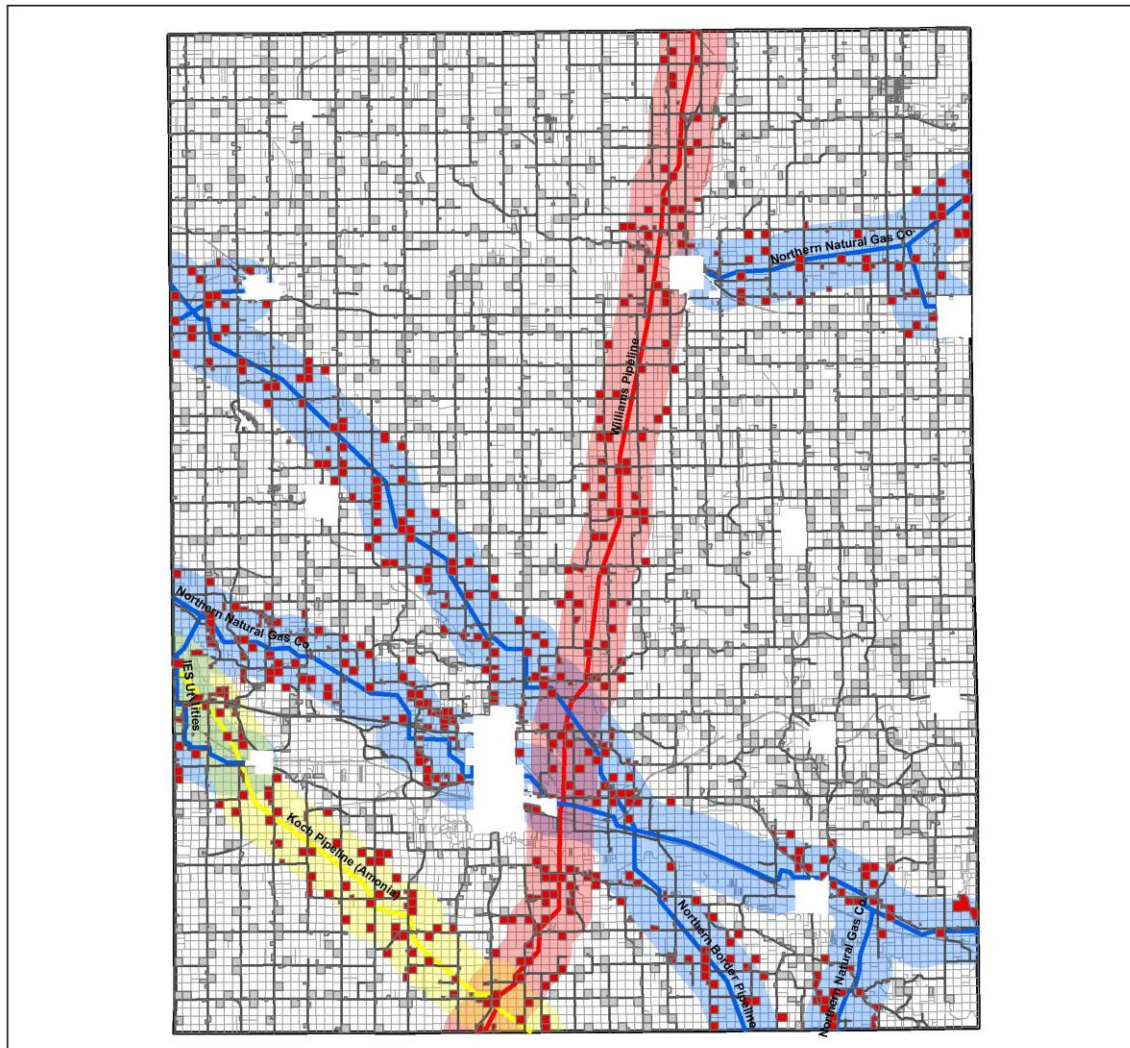 Northern Natural Gas Co.
Williams Pipeline
Northern Natural Gas Co.
IES Utilities
Koch Pipeline (Amonia)
Northern Border Pipeline
Northern Natural Gas Co.